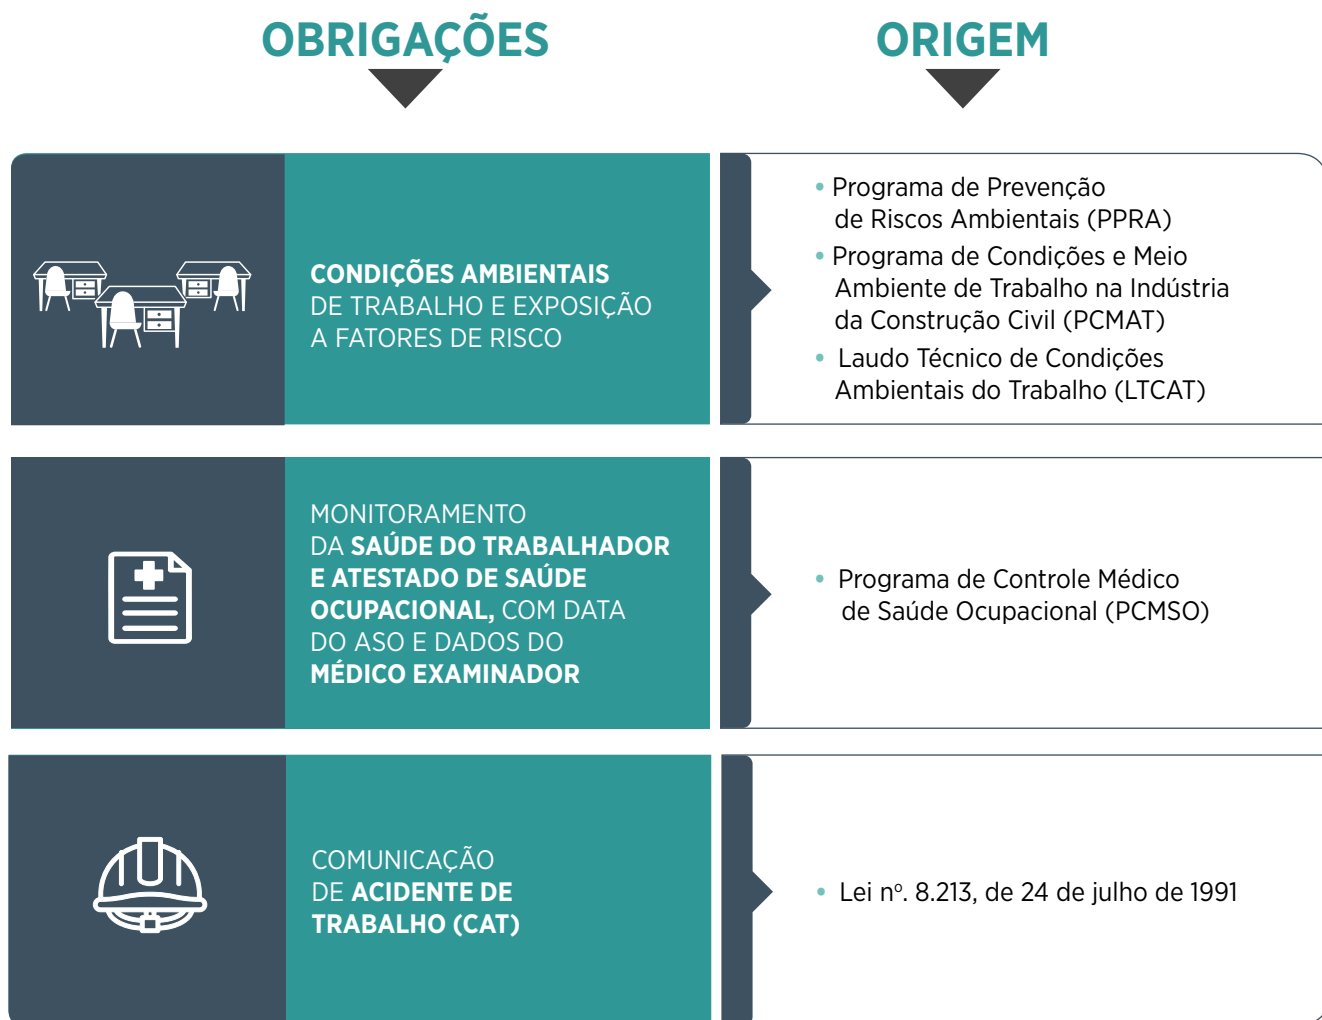 OBRIGAÇÕES
ORIGEM
CONDIÇÕES AMBIENTAIS
DE TRABALHO E EXPOSIÇÃO
A FATORES DE RISCO
• Programa de Prevenção
de Riscos Ambientais (PPRA)
• Programa de Condições e Meio
Ambiente de Trabalho na Indústria
da Construção Civil (PCMAT)
• Laudo Técnico de Condições
Ambientais do Trabalho (LTCAT)
MONITORAMENTO
DA SAÚDE DO TRABALHADOR
E ATESTADO DE SAÚDE
OCUPACIONAL, COM DATA
DO ASO E DADOS DO
MÉDICO EXAMINADOR
• Programa de Controle Médico
de Saúde Ocupacional (PCMSO)
COMUNICAÇÃO
DE ACIDENTE DE
TRABALHO (CAT)
• Lei nº. 8.213, de 24 de julho de 1991